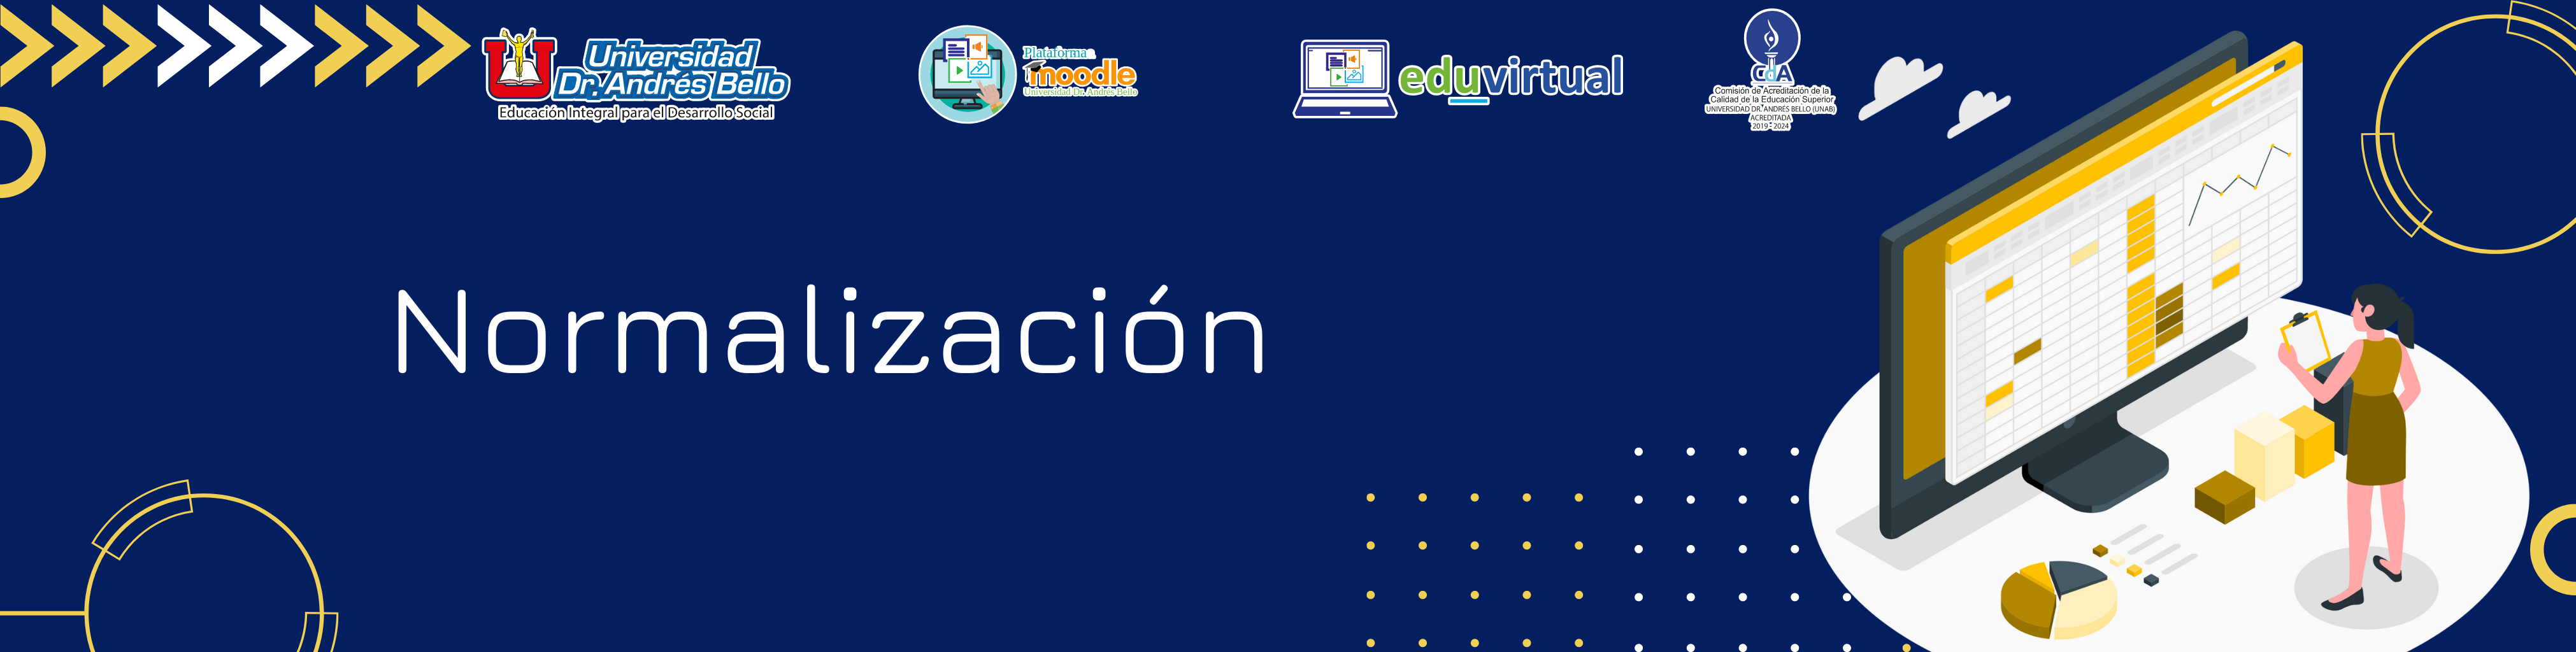 Universidad
Dr. Andrés Bello
Educación Integral para el Desarrollo Social
Plataforma
moodle
Universidad Dr. Andrés Bello
eduvirtual
CdA
Comisión de Acreditación de la
Calidad de la Educación Superior
UNIVERSIDAD DR. ANDRÉS BELLO (UNAB)
ACREDITADA
2019 - 2024
Normalización